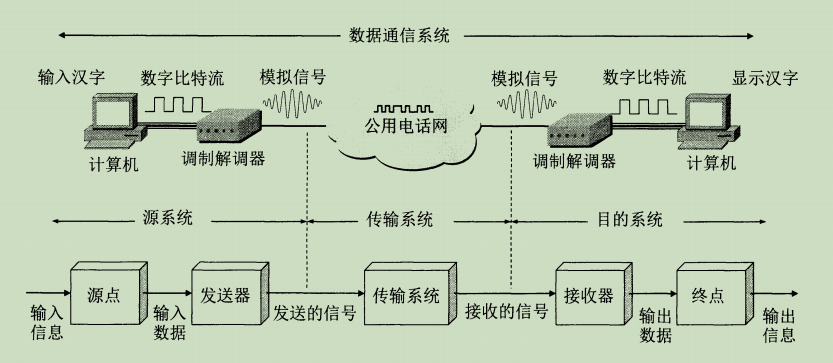 数据通信系统
输入汉字
数字比特流
模拟信号
模拟信号
数字比特流
显示汉字
公用电话网
计算机
调制解调器
调制解调器
计算机
源系统
传输系统
目的系统
源点
发送器
传输系统
接收器
终点
输入
信息
输入
数据
发送的信号
接收的信号
输出
数据
输出
信息